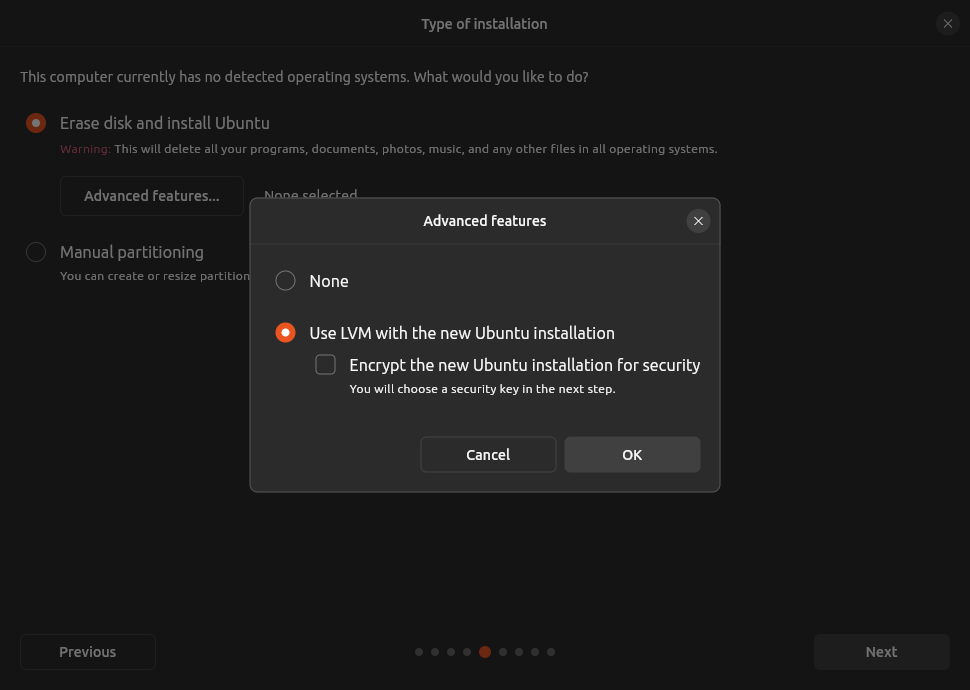 Type of installation
This computer currently has no detected operating systems. What would you like to do?
Erase disk and install Ubuntu
Warning: This will delete all your programs, documents, photos, music, and any other files in all operating systems.
Advanced features... None selected
Advanced features
Manual partitioning
You can create or resize partition
None
Use LVM with the new Ubuntu installation
Encrypt the new Ubuntu installation for security
You will choose a security key in the next step.
Cancel OK
Previous Next